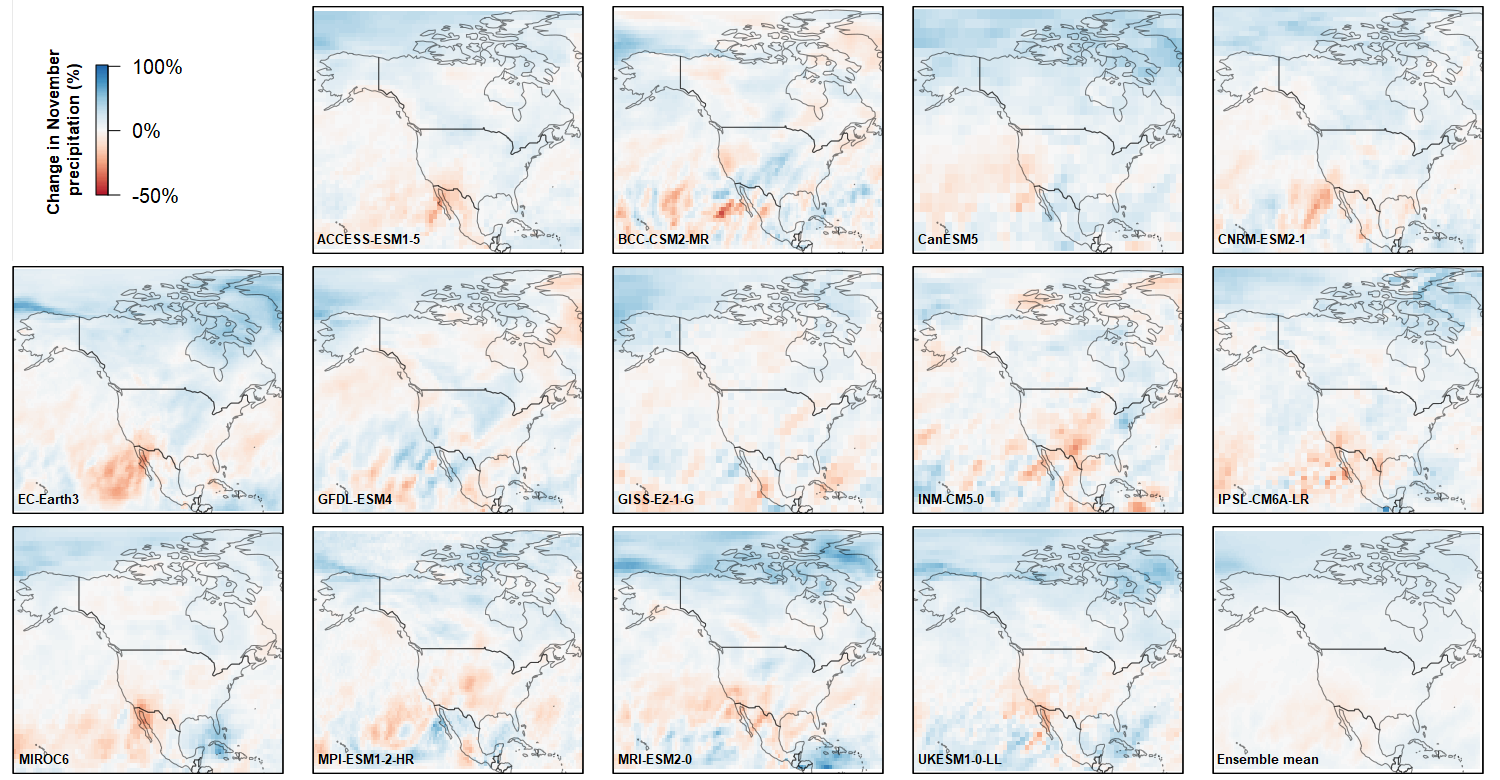 Change in November
precipitation (%)
100%
0%
-50%
ACCESS-ESM1-5
BCC-CSM2-MR
CanESM5
CNRM-ESM2-1
EC-Earth3
GFDL-ESM4
GISS-E2-1-G
INM-CM5-0
IPSL-CM6A-LR
MIROC6
MPI-ESM1-2-HR
MRI-ESM2-0
UKESM1-0-LL
Ensemble mean